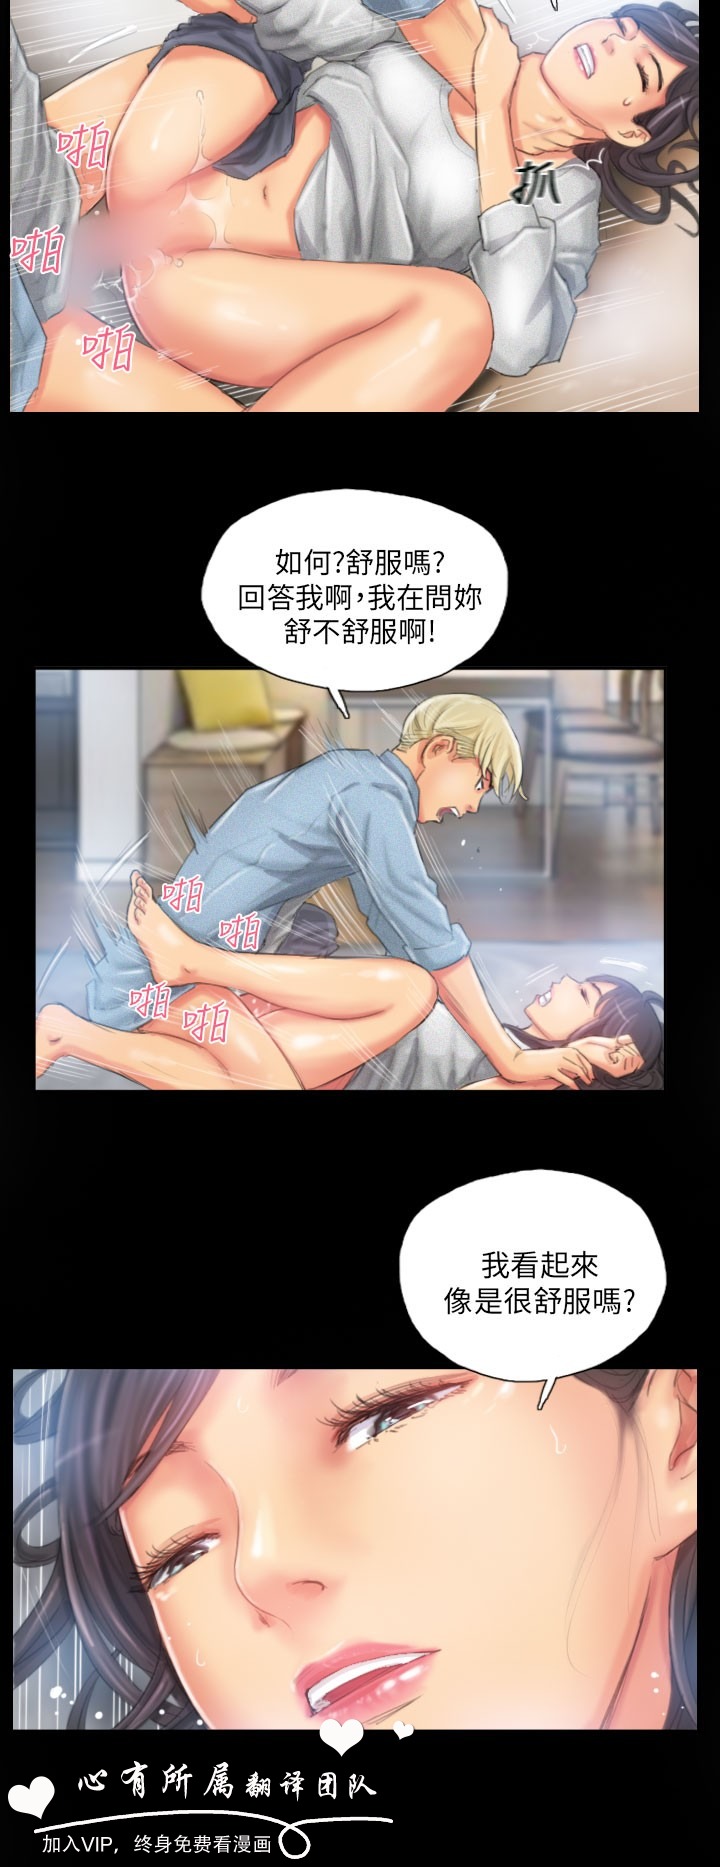 啪
抓
啪
啪
如何?舒服嗎?
回答我啊,我在問妳
舒不舒服啊!
啪
啪
啪
啪
我看起來
像是很舒服嗎?
心有所属翻译团队
加入VIP，终身免费看漫画